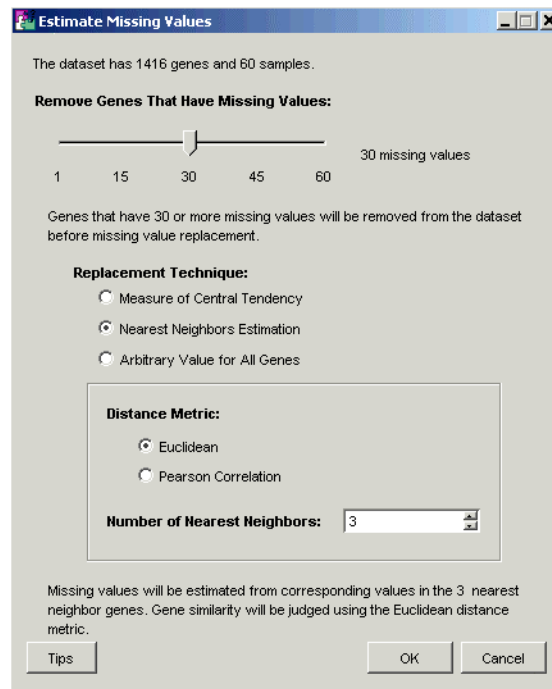 Estimate Missing Values
The dataset has 1416 genes and 60 samples.
Remove Genes That Have Missing Values:
30 missing values
1 15 30 45 60
Genes that have 30 or more missing values will be removed from the dataset
before missing value replacement.
Replacement Technique:
Measure of Central Tendency
Nearest Neighbors Estimation
Arbitrary Value for All Genes
Distance Metric:
Euclidean
Pearson Correlation
Number of Nearest Neighbors: 3
Missing values will be estimated from corresponding values in the 3 nearest
neighbor genes. Gene similarity will be judged using the Euclidean distance
metric.
Tips OK Cancel